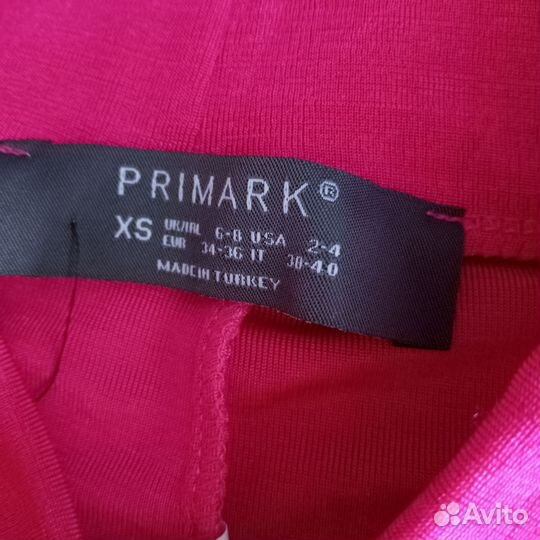 PRIMARK®
XS UK/IRL 6-8 USA 2-4
EUR 34-36 IT 38-40
MADE IN TURKEY
Avito